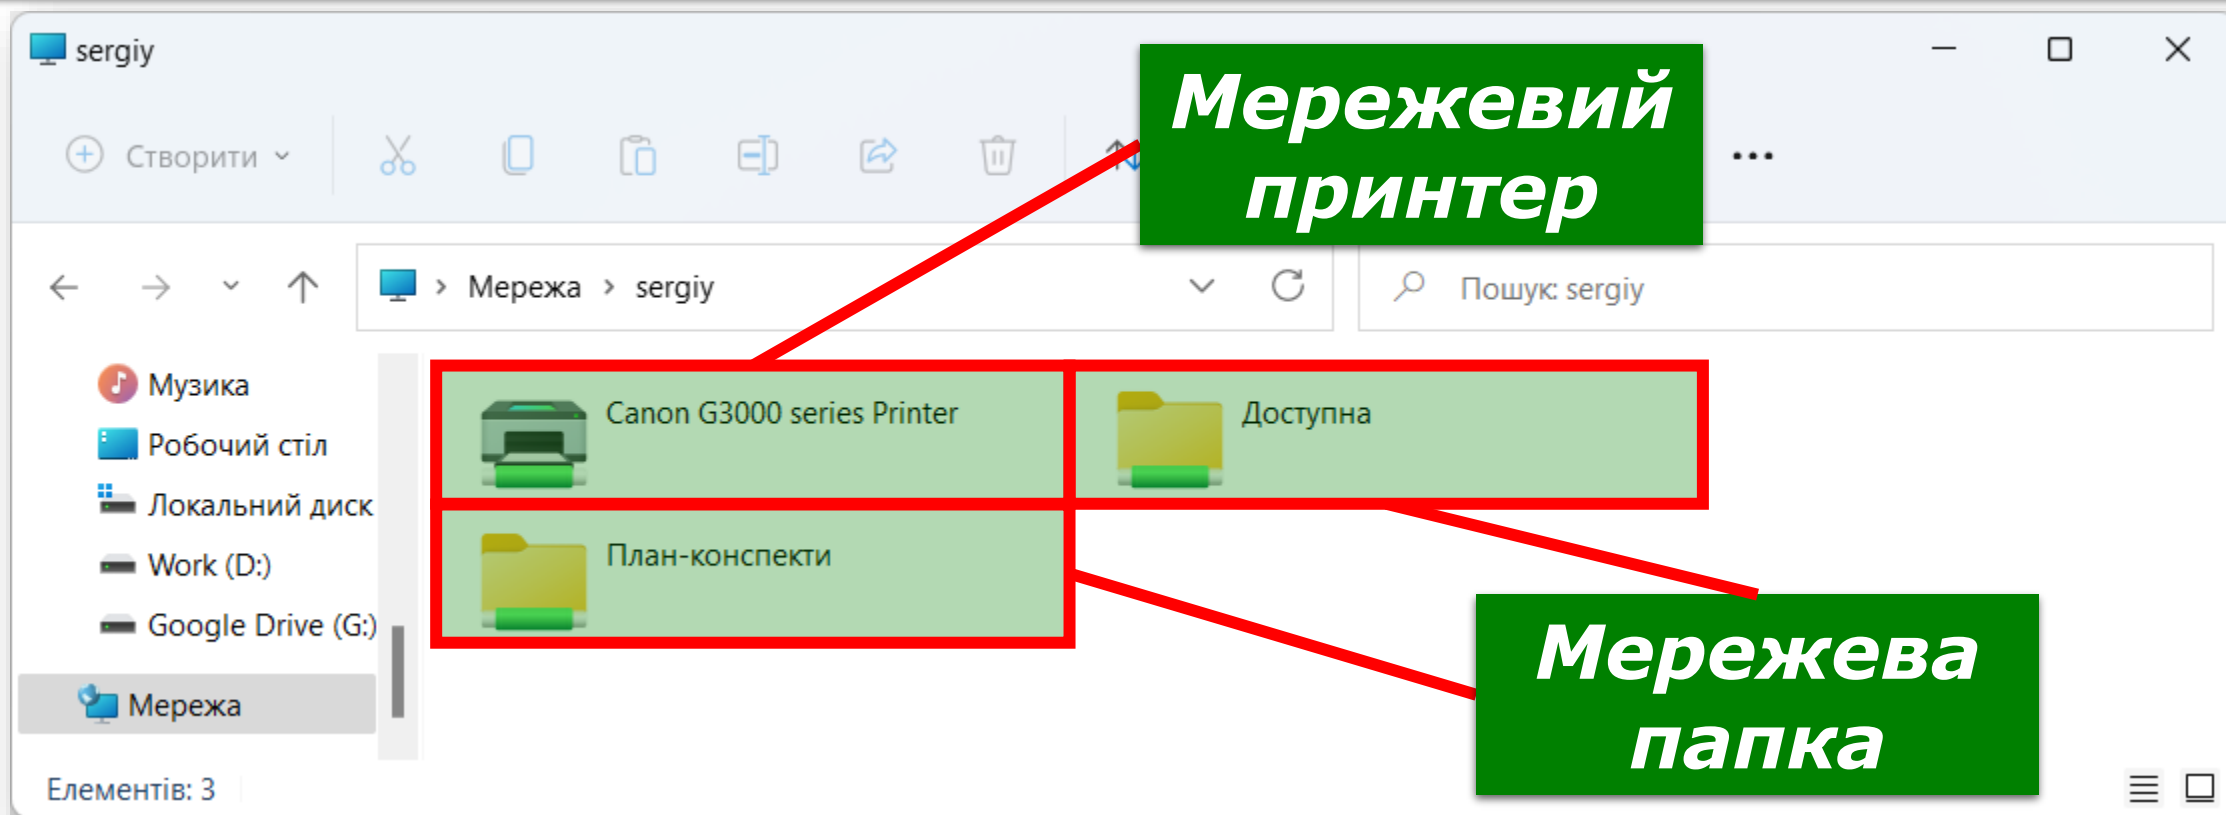 sergiy
Мережевий
принтер
Створити
Мережа > sergiy
Пошук: sergiy
Музика
Робочий стіл
Локальний диск
Work (D:)
Google Drive (G:)
Мережа
Canon G3000 series Printer
Доступна
План-конспекти
Мережева
папка
Елементів: 3